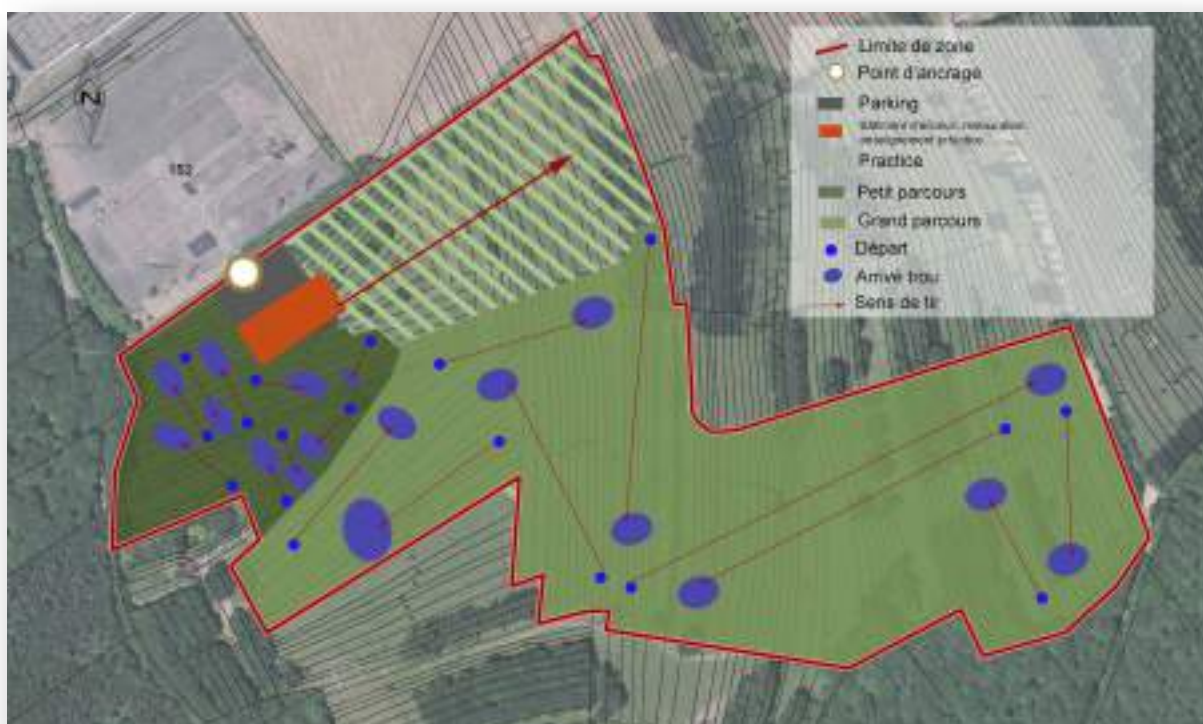 Limite de zone
Point d'ancrage
Parking
Practice
Petit parcours
Grand parcours
Départ
Arrivé trou
Sens de tir
N
152